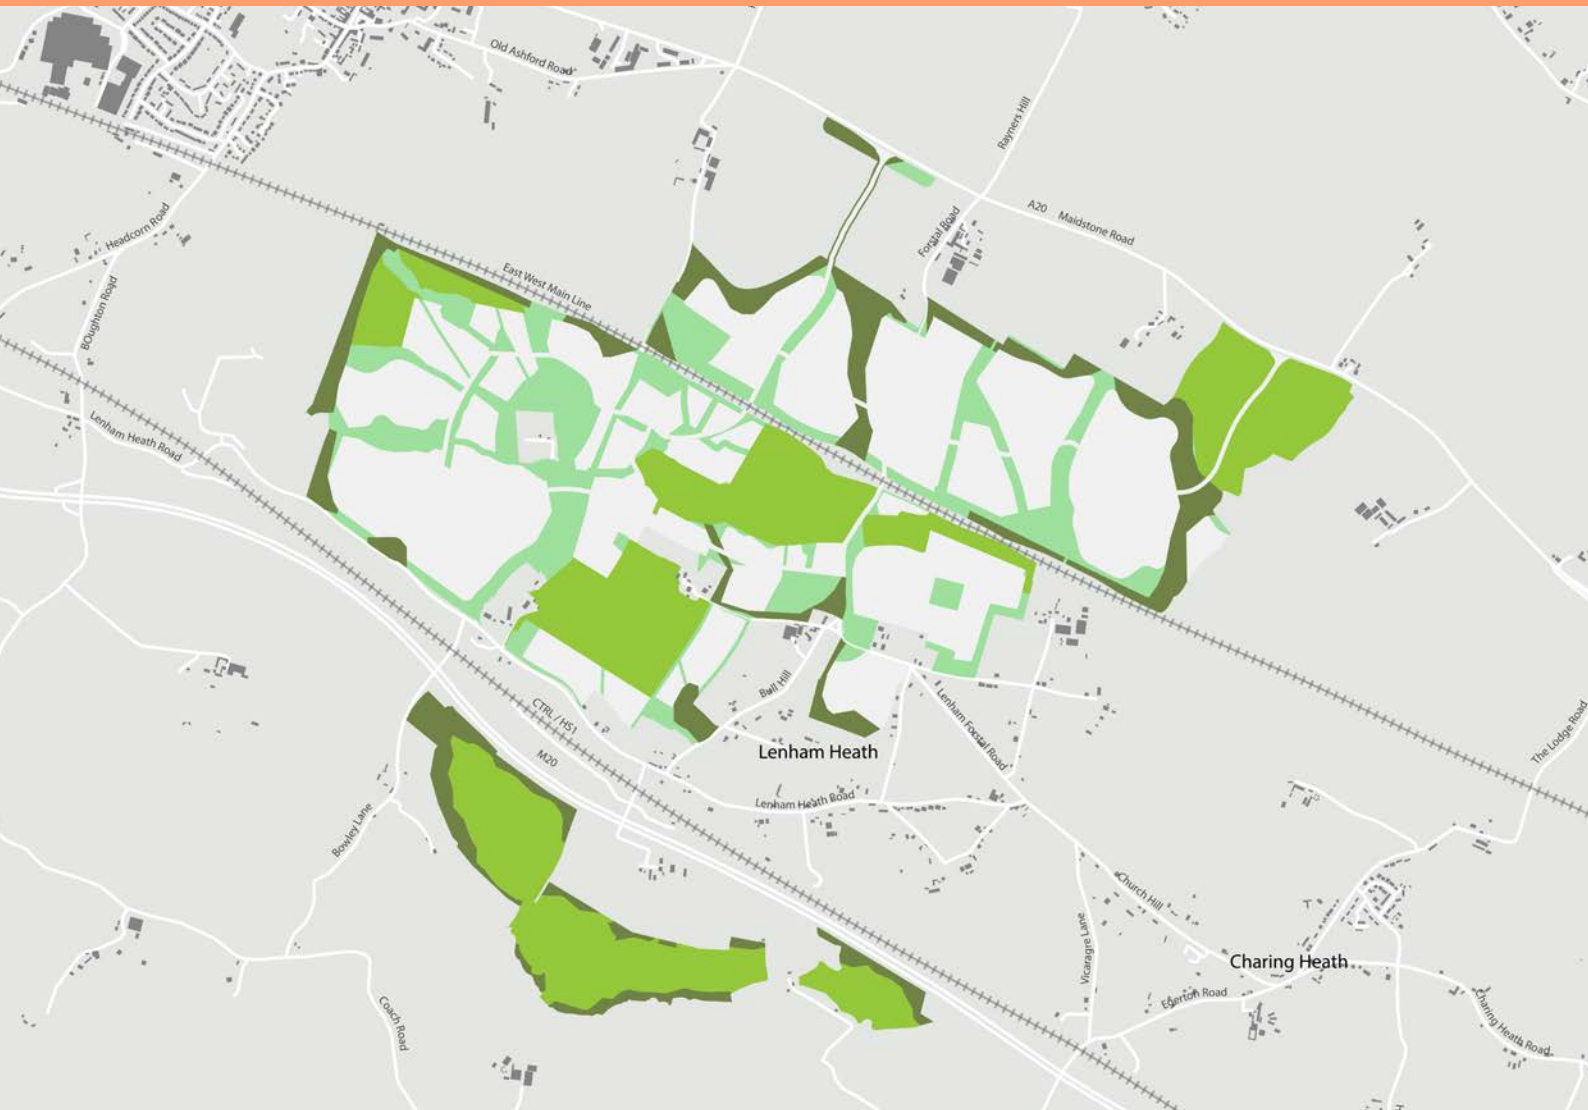 Old Ashford Road
Rayners Hill
Headcorn Road
Forstal Road
A20 Maidstone Road
East West Main Line
BOughton Road
Lenham Heath Road
Bull Hill
CTRL / HS1
Lenham Forstal Road
The Lodge Road
M20
Lenham Heath
Lenham Heath Road
Bowley Lane
Church Hill
Vicaragre Lane
Charing Heath
Egerton Road
Coach Road
Charing Heath Road